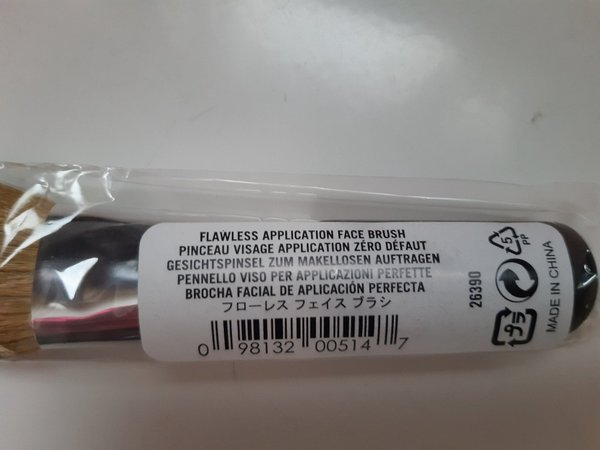 FLAWLESS APPLICATION FACE BRUSH
PINCEAU VISAGE APPLICATION ZÉRO DÉFAUT
GESICHTSPINSEL ZUM MAKELLOSEN AUFTRAGEN
PENNELLO VISO PER APPLICAZIONI PERFETTE
BROCHA FACIAL DE APLICACIÓN PERFECTA
フローレス フェイス ブラシ
0 98132 00514 7
26390
5
PP
プラ
MADE IN CHINA